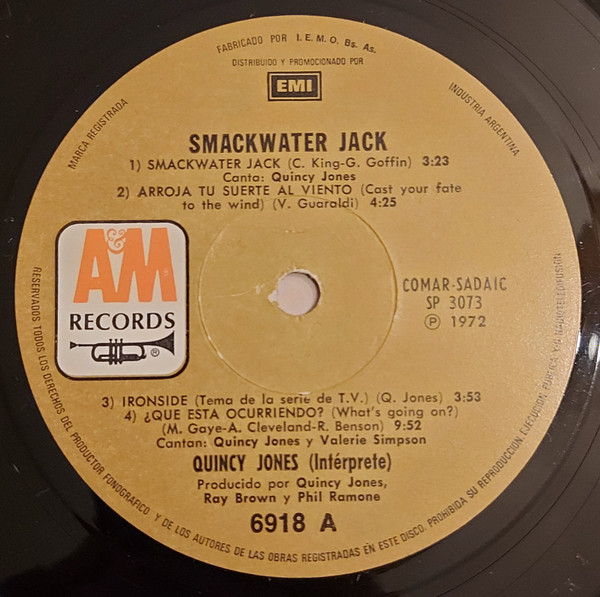 FABRICADO POR I.E.M.O. Bs. As.
DISTRIBUIDO Y PROMOCIONADO POR
EMI
MARCA REGISTRADA
INDUSTRIA ARGENTINA
SMACKWATER JACK
1) SMACKWATER JACK (C. King-G. Goffin) 3:23
Canta: Quincy Jones
2) ARROJA TU SUERTE AL VIENTO (Cast your fate
to the wind) (V. Guaraldi) 4:25
A&M
RECORDS
®
COMAR-SADAIC
SP 3073
℗ 1972
3) IRONSIDE (Tema de la serie de T.V.) (Q. Jones) 3:53
4) ¿QUE ESTA OCURRIENDO? (What's going on?)
(M. Gaye-A. Cleveland-R. Benson) 9:52
Cantan: Quincy Jones y Valerie Simpson
QUINCY JONES (Intérprete)
Producido por Quincy Jones,
Ray Brown y Phil Ramone
6918 A
RESERVADOS TODOS LOS DERECHOS DEL PRODUCTOR FONOGRAFICO Y DE LOS AUTORES DE LAS OBRAS REGISTRADAS EN ESTE DISCO. PROHIBIDA SU REPRODUCCION, EJECUCION PUBLICA Y/O RADIOTELEDIFUSION